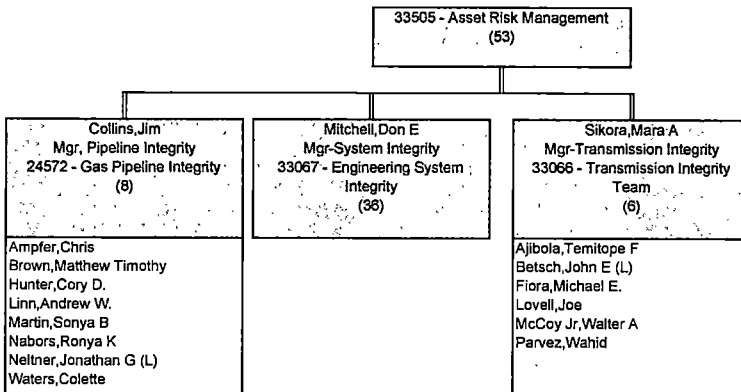 33505 - Asset Risk Management
(53)
Collins,Jim
Mgr, Pipeline Integrity
24572 - Gas Pipeline Integrity
(8)
Ampfer,Chris
Brown,Matthew Timothy
Hunter,Cory D.
Linn,Andrew W.
Martin,Sonya B
Nabors,Ronya K
Neltner,Jonathan G (L)
Waters,Colette
Mitchell,Don E
Mgr-System Integrity
33067 - Engineering System
Integrity
(36)
Sikora,Mara A
Mgr-Transmission Integrity
33066 - Transmission Integrity
Team
(6)
Ajibola,Temitope F
Betsch,John E (L)
Fiora,Michael E.
Lovell,Joe
McCoy Jr,Walter A
Parvez,Wahid